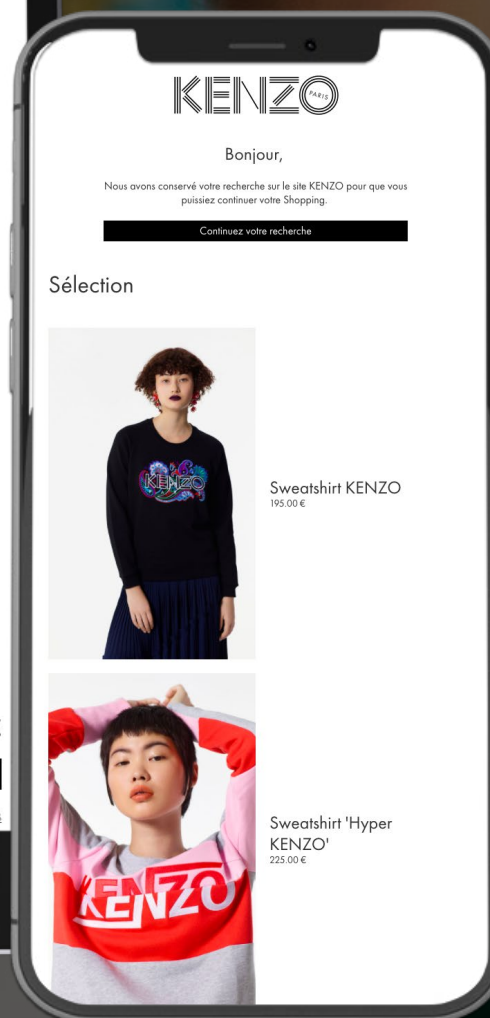 KENZO
PARIS
Bonjour,
Nous avons conservé votre recherche sur le site KENZO pour que vous
puissiez continuer votre Shopping.
Continuez votre recherche
Sélection
KENZO
Sweatshirt KENZO
195.00 €
KENZO
Sweatshirt 'Hyper
KENZO'
225.00 €